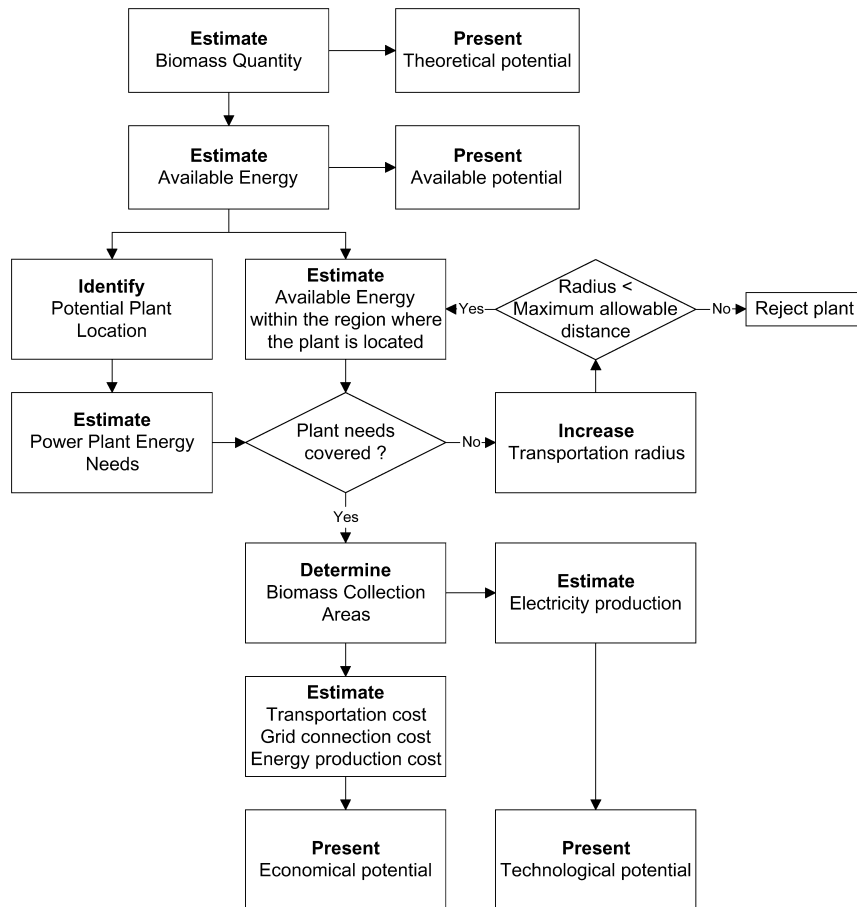 Estimate
Biomass Quantity
Present
Theoretical potential
Estimate
Available Energy
Present
Available potential
Identify
Potential Plant
Location
Estimate
Available Energy
within the region where
the plant is located
Yes
Radius <
Maximum allowable
distance
No
Reject plant
Estimate
Power Plant Energy
Needs
Plant needs
covered ?
No
Increase
Transportation radius
Yes
Determine
Biomass Collection
Areas
Estimate
Electricity production
Estimate
Transportation cost
Grid connection cost
Energy production cost
Present
Economical potential
Present
Technological potential